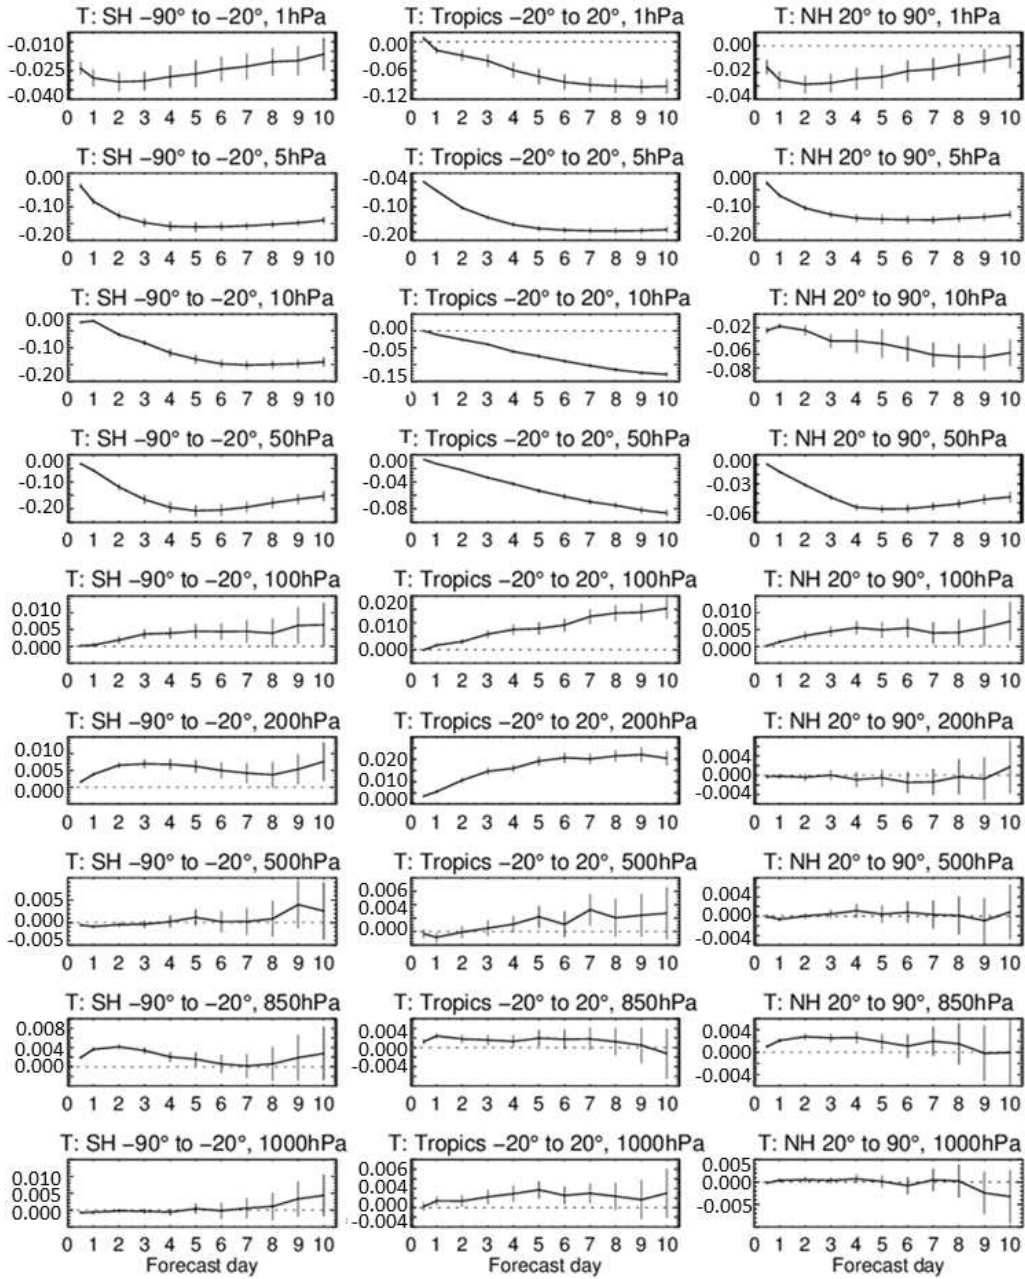 T: SH −90° to −20°, 1hPa
-0.010
-0.025
-0.040
0 1 2 3 4 5 6 7 8 9 10
T: Tropics −20° to 20°, 1hPa
0.00
-0.06
-0.12
0 1 2 3 4 5 6 7 8 9 10
T: NH 20° to 90°, 1hPa
0.00
-0.02
-0.04
0 1 2 3 4 5 6 7 8 9 10
T: SH −90° to −20°, 5hPa
0.00
-0.10
-0.20
0 1 2 3 4 5 6 7 8 9 10
T: Tropics −20° to 20°, 5hPa
-0.04
-0.20
0 1 2 3 4 5 6 7 8 9 10
T: NH 20° to 90°, 5hPa
0.00
-0.10
-0.20
0 1 2 3 4 5 6 7 8 9 10
T: SH −90° to −20°, 10hPa
0.00
-0.10
-0.20
0 1 2 3 4 5 6 7 8 9 10
T: Tropics −20° to 20°, 10hPa
0.00
-0.05
-0.15
0 1 2 3 4 5 6 7 8 9 10
T: NH 20° to 90°, 10hPa
-0.02
-0.06
-0.08
0 1 2 3 4 5 6 7 8 9 10
T: SH −90° to −20°, 50hPa
0.00
-0.20
0 1 2 3 4 5 6 7 8 9 10
T: Tropics −20° to 20°, 50hPa
0.00
-0.04
-0.08
0 1 2 3 4 5 6 7 8 9 10
T: NH 20° to 90°, 50hPa
0.00
-0.03
-0.06
0 1 2 3 4 5 6 7 8 9 10
T: SH −90° to −20°, 100hPa
0.010
0.005
0.000
0 1 2 3 4 5 6 7 8 9 10
T: Tropics −20° to 20°, 100hPa
0.020
0.010
0.000
0 1 2 3 4 5 6 7 8 9 10
T: NH 20° to 90°, 100hPa
0.010
0.005
0.000
0 1 2 3 4 5 6 7 8 9 10
T: SH −90° to −20°, 200hPa
0.010
0.005
0.000
0 1 2 3 4 5 6 7 8 9 10
T: Tropics −20° to 20°, 200hPa
0.020
0.010
0.000
0 1 2 3 4 5 6 7 8 9 10
T: NH 20° to 90°, 200hPa
0.004
0.000
-0.004
0 1 2 3 4 5 6 7 8 9 10
T: SH −90° to −20°, 500hPa
0.005
0.000
-0.005
0 1 2 3 4 5 6 7 8 9 10
T: Tropics −20° to 20°, 500hPa
0.006
0.004
0.000
0 1 2 3 4 5 6 7 8 9 10
T: NH 20° to 90°, 500hPa
0.004
0.000
-0.004
0 1 2 3 4 5 6 7 8 9 10
T: SH −90° to −20°, 850hPa
0.008
0.004
0.000
0 1 2 3 4 5 6 7 8 9 10
T: Tropics −20° to 20°, 850hPa
0.004
0.000
-0.004
0 1 2 3 4 5 6 7 8 9 10
T: NH 20° to 90°, 850hPa
0.004
0.000
-0.004
0 1 2 3 4 5 6 7 8 9 10
T: SH −90° to −20°, 1000hPa
0.010
0.005
0.000
0 1 2 3 4 5 6 7 8 9 10
Forecast day
T: Tropics −20° to 20°, 1000hPa
0.006
0.004
0.000
-0.004
0 1 2 3 4 5 6 7 8 9 10
Forecast day
T: NH 20° to 90°, 1000hPa
0.005
0.000
-0.005
0 1 2 3 4 5 6 7 8 9 10
Forecast day